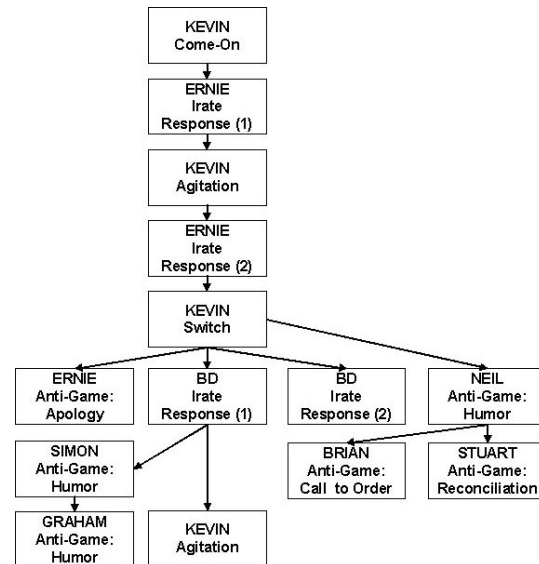 KEVIN
Come-On
ERNIE
Irate
Response (1)
KEVIN
Agitation
ERNIE
Irate
Response (2)
KEVIN
Switch
ERNIE
Anti-Game:
Apology
BD
Irate
Response (1)
BD
Irate
Response (2)
NEIL
Anti-Game:
Humor
SIMON
Anti-Game:
Humor
BRIAN
Anti-Game:
Call to Order
STUART
Anti-Game:
Reconciliation
GRAHAM
Anti-Game:
Humor
KEVIN
Agitation